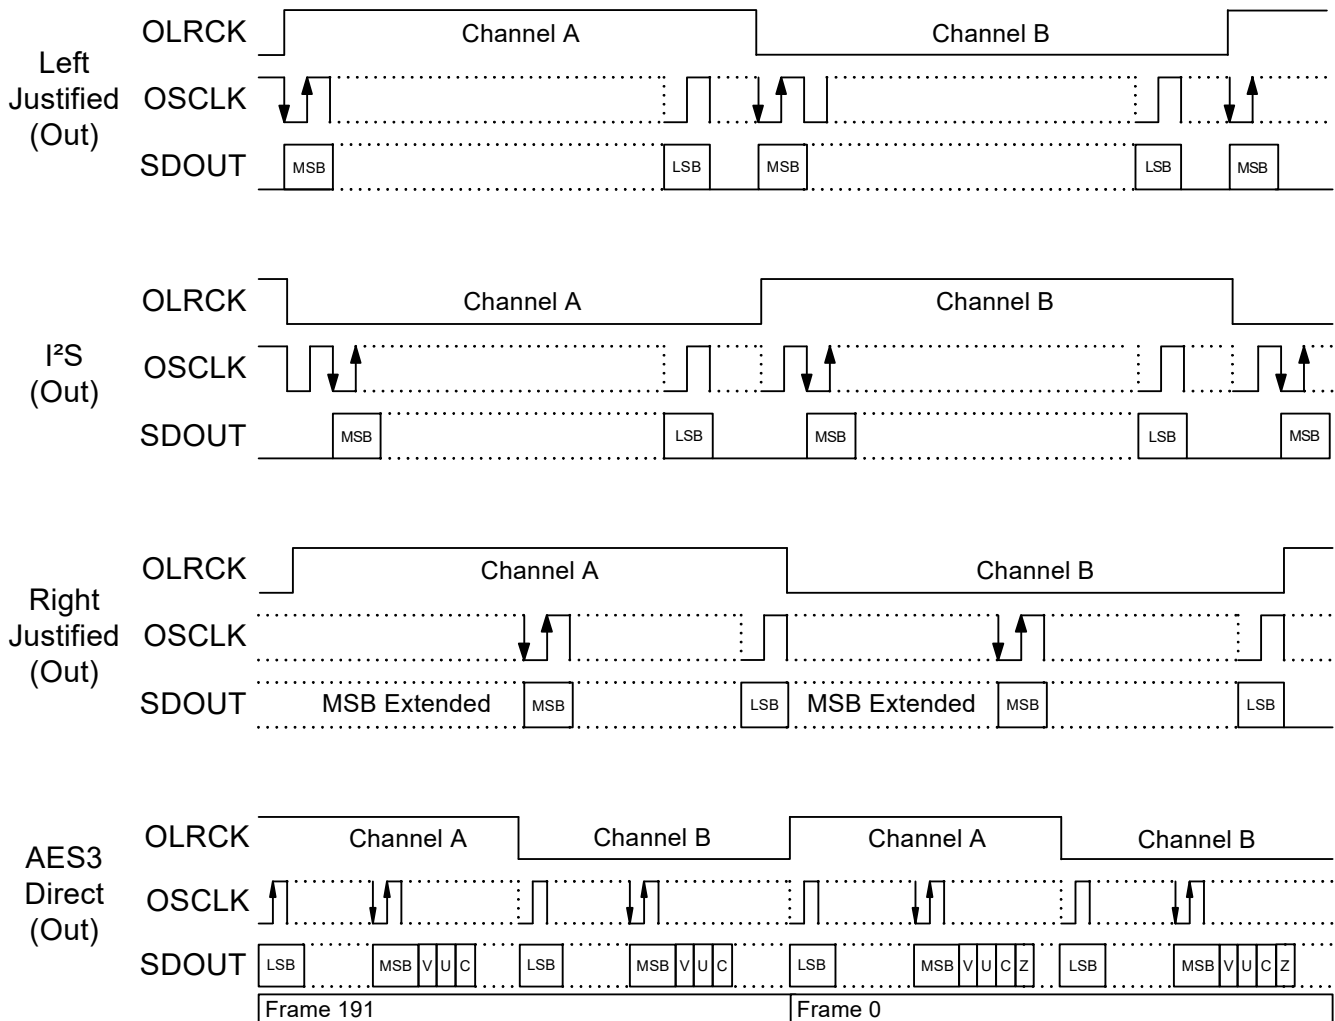 OLRCK Channel A Channel B
Left
Justified
(Out)
OSCLK
SDOUT MSB LSB MSB LSB MSB
OLRCK Channel A Channel B
I²S
(Out)
OSCLK
SDOUT MSB LSB MSB LSB MSB
OLRCK Channel A Channel B
Right
Justified
(Out)
OSCLK
SDOUT MSB Extended MSB LSB MSB Extended MSB LSB
OLRCK Channel A Channel B Channel A Channel B
AES3
Direct
(Out)
OSCLK
SDOUT LSB MSB V U C LSB MSB V U C LSB MSB V U C Z LSB MSB V U C Z
Frame 191 Frame 0